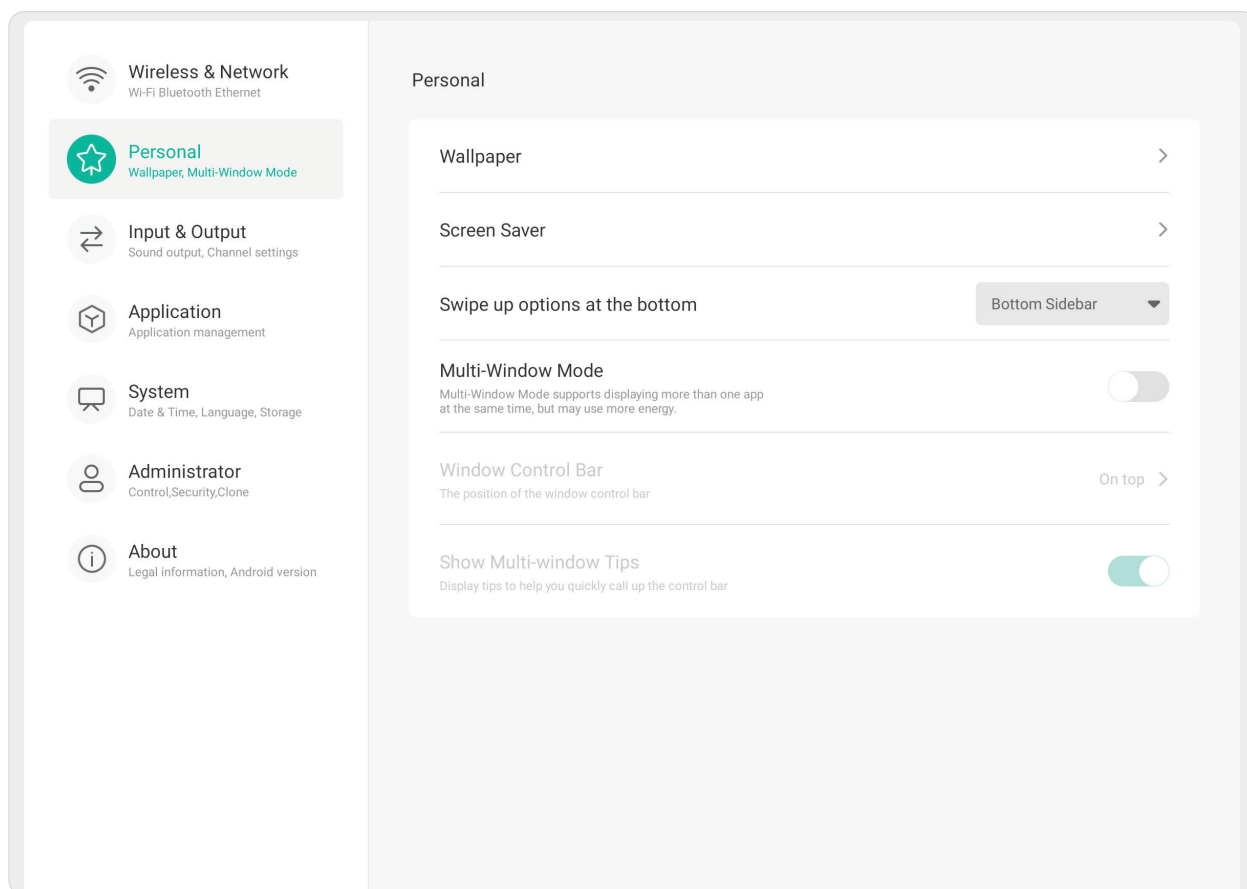 Wireless & Network
Wi-Fi Bluetooth Ethernet
Personal
Wallpaper, Multi-Window Mode
Input & Output
Sound output, Channel settings
Application
Application management
System
Date & Time, Language, Storage
Administrator
Control,Security,Clone
About
Legal information, Android version
Personal
Wallpaper
Screen Saver
Swipe up options at the bottom
Bottom Sidebar
Multi-Window Mode
Multi-Window Mode supports displaying more than one app
at the same time, but may use more energy.
Window Control Bar
The position of the window control bar
On top
Show Multi-window Tips
Display tips to help you quickly call up the control bar